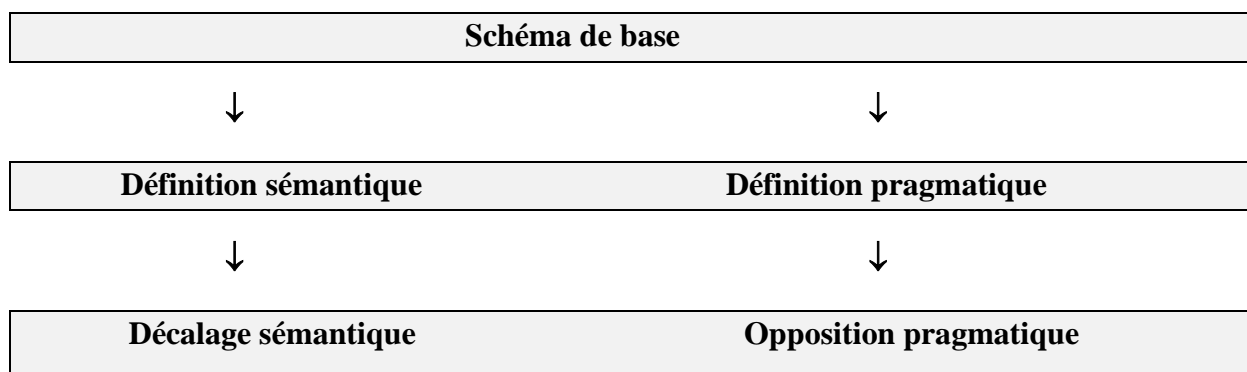 Schéma de base
↓ ↓
Définition sémantique Définition pragmatique
↓ ↓
Décalage sémantique Opposition pragmatique